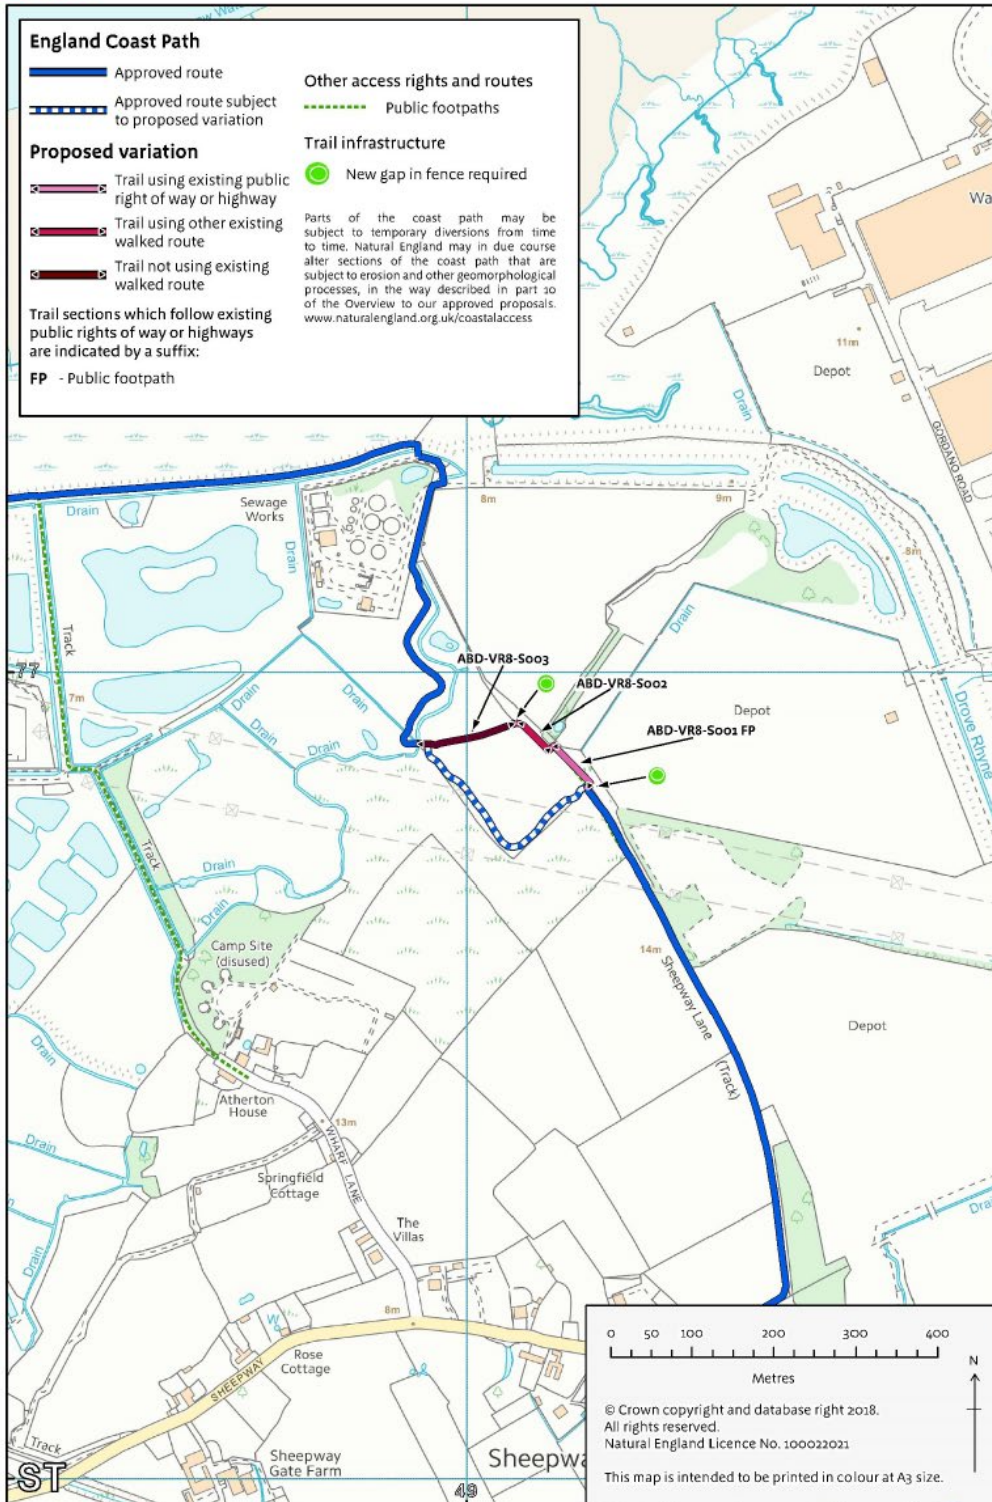 England Coast Path
Approved route
Approved route subject
to proposed variation
Proposed variation
Trail using existing public
right of way or highway
Trail using other existing
walked route
Trail not using existing
walked route
Trail sections which follow existing
public rights of way or highways
are indicated by a suffix:
FP - Public footpath
Other access rights and routes
Public footpaths
Trail infrastructure
New gap in fence required
Parts of the coast path may be
subject to temporary diversions from time
to time. Natural England may in due course
alter sections of the coast path that are
subject to erosion and other geomorphological
processes, in the way described in part 10
of the Overview to our approved proposals.
www.naturalengland.org.uk/coastalaccess
Wa
11m
Depot
Drain
GORDANO ROAD
Drain
Sewage
Works
8m
9m
8m
Drain
Drain
Track
77
7m
Drain
Drain
ABD-VR8-S003
ABD-VR8-S002
Depot
ABD-VR8-S001 FP
Drove Rhyne
Drain
Track
Drain
Drain
Camp Site
(disused)
14m
Sheepway Lane
(Track)
Depot
Drain
Atherton
House
13m
WHARF LANE
Springfield
Cottage
Drain
The
Villas
Drain
8m
W
Rose
Cottage
SHEEPWAY
Track
Sheepway
Gate Farm
Sheepwa
ST
49
0 50 100 200 300 400
Metres
N
© Crown copyright and database right 2018.
All rights reserved.
Natural England Licence No. 100022021
This map is intended to be printed in colour at A3 size.